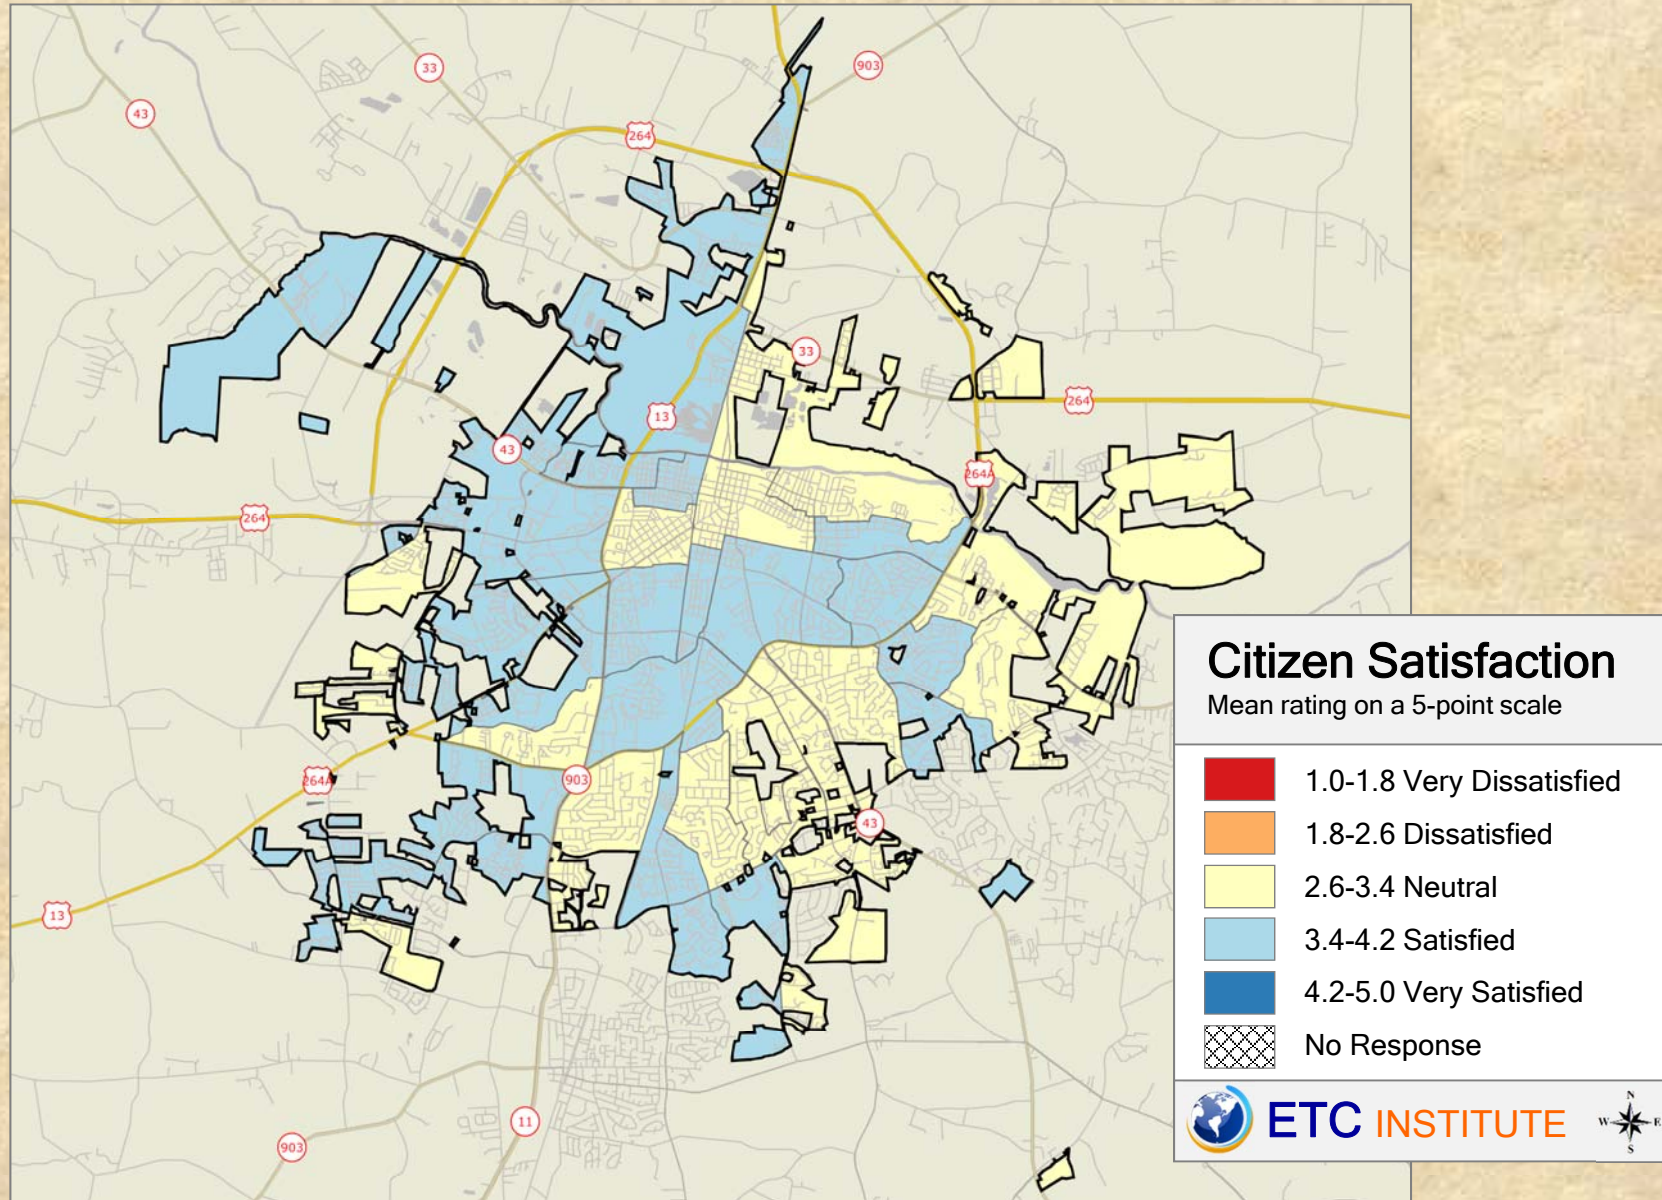 33
903
43
264
33
264
13
43
264A
264
903
264A
43
13
11
903
Citizen Satisfaction
Mean rating on a 5-point scale
1.0-1.8 Very Dissatisfied
1.8-2.6 Dissatisfied
2.6-3.4 Neutral
3.4-4.2 Satisfied
4.2-5.0 Very Satisfied
No Response
ETC INSTITUTE
N
W E
S